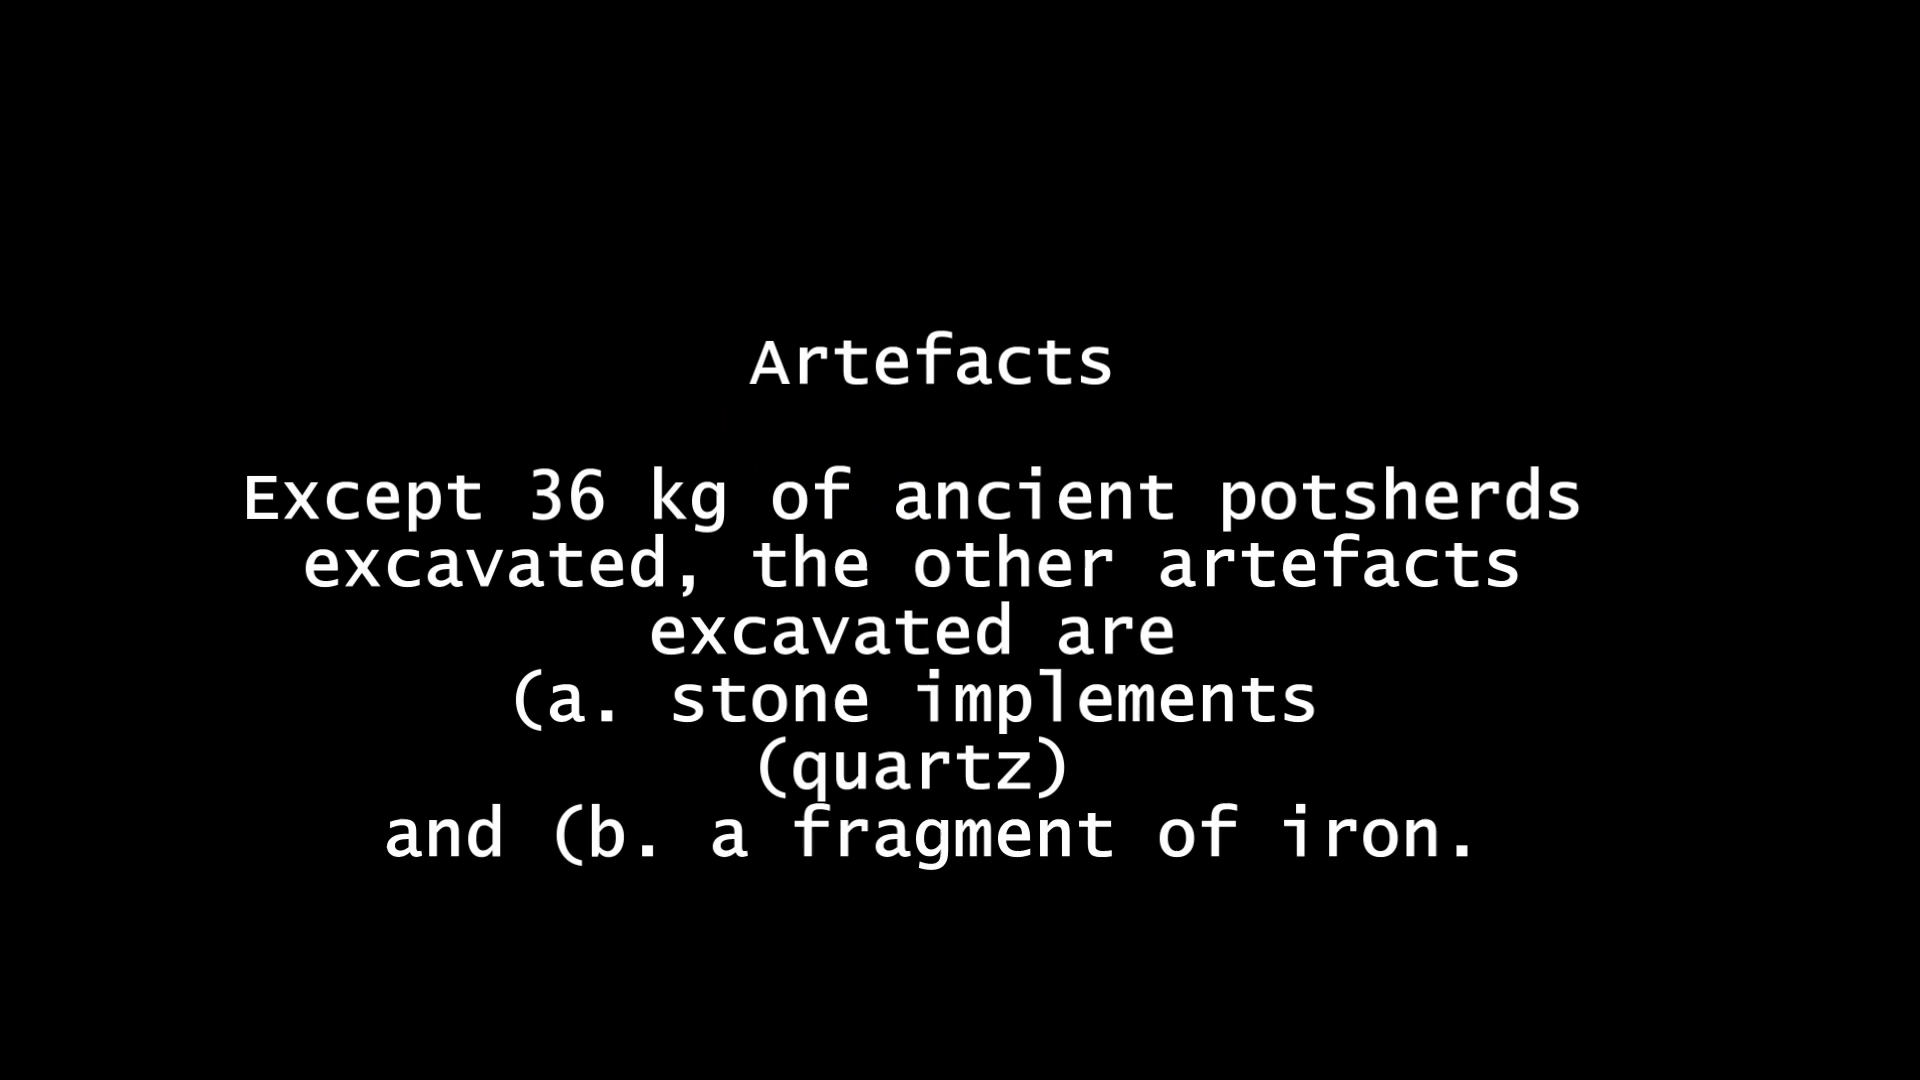 Artefacts
Except 36 kg of ancient potsherds
excavated, the other artefacts
excavated are
(a. stone implements
(quartz)
and (b. a fragment of iron.